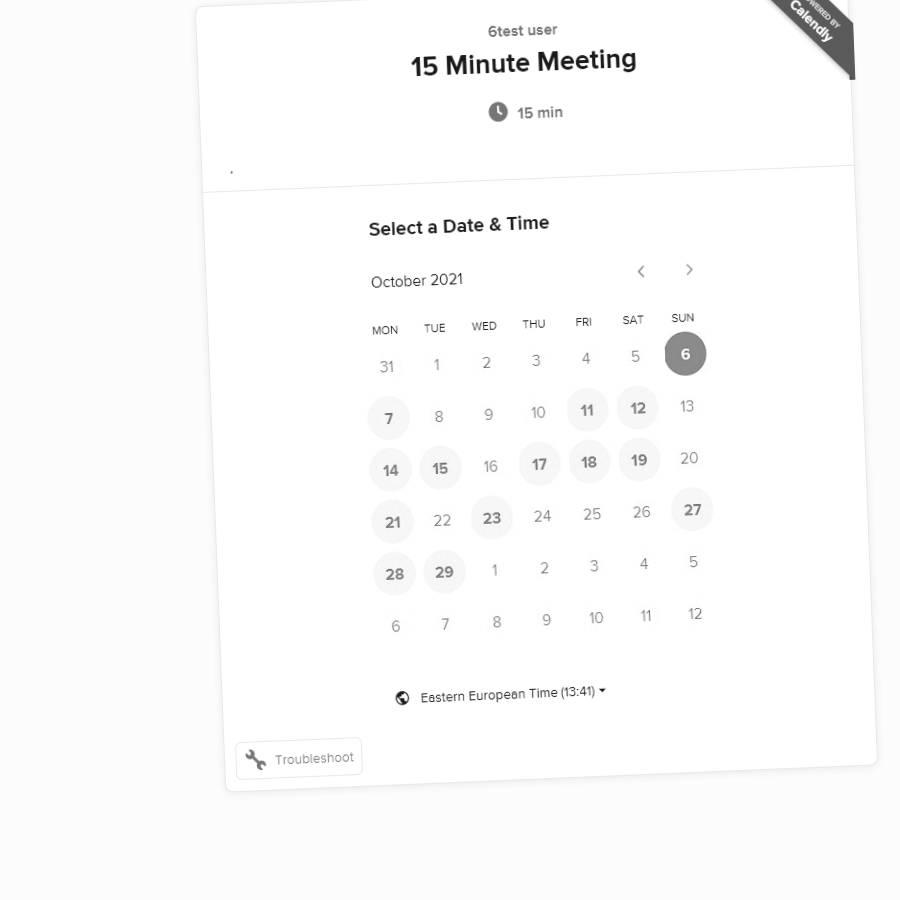 6test user
15 Minute Meeting
15 min
.
Calendly
Select a Date & Time
October 2021
MON TUE WED THU FRI SAT SUN
31 1 2 3 4 5 6
7 8 9 10 11 12 13
14 15 16 17 18 19 20
21 22 23 24 25 26 27
28 29 1 2 3 4 5
6 7 8 9 10 11 12
Eastern European Time (13:41)
Troubleshoot